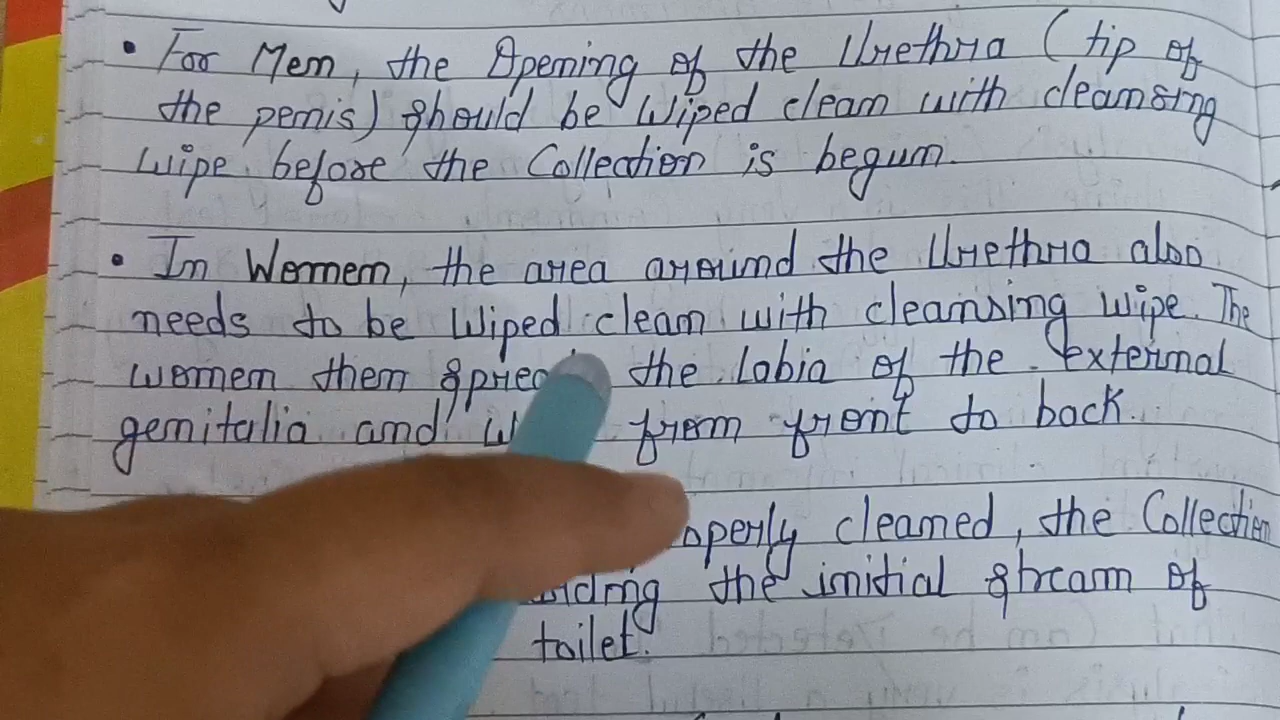 • For Men, the Opening of the Urethra (tip of
the penis) should be wiped clean with cleansing
wipe before the Collection is begun.
• In Women, the area around the Urethra also
needs to be wiped clean with cleansing wipe. The
women then the labia of the external
genitalia and from front to back.
cleaned, the Collection
the initial stream of
toilet.